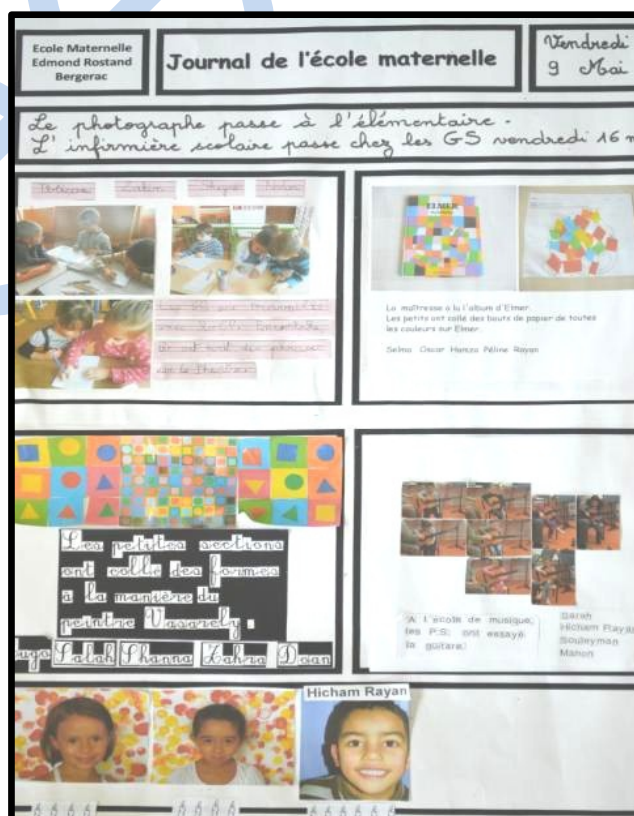 Ecole Maternelle
Edmond Rostand
Bergerac
Journal de l'école maternelle
Vendredi
9 Mai
Le photographe passe à l'élémentaire.
L'infirmière scolaire passe chez les GS vendredi 16 m
ELMER
La maîtresse a lu l'album d'Elmer.
Les petits ont collé des bouts de papier de toutes
les couleurs sur Elmer.
Selma Oscar Hamza Péline Rayan
Les petites sections
ont collé des formes
à la manière du
peintre Vasarely.
Salah Shanna Zahra Doan
A l'école de musique,
les P.S. ont essayé
la guitare.
Sarah
Hicham Rayan
Souleyman
Manon
Hicham Rayan